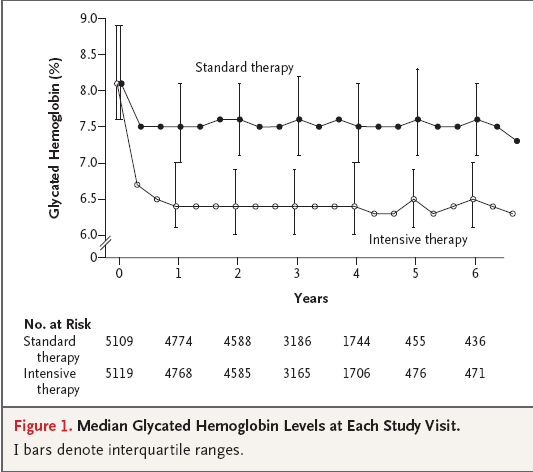 9.0
8.5
8.0
7.5
7.0
6.5
6.0
0
Glycated Hemoglobin (%)
Standard therapy
Intensive therapy
0 1 2 3 4 5 6
Years
No. at Risk
Standard 5109 4774 4588 3186 1744 455 436
therapy
Intensive 5119 4768 4585 3165 1706 476 471
therapy
Figure 1. Median Glycated Hemoglobin Levels at Each Study Visit.
I bars denote interquartile ranges.